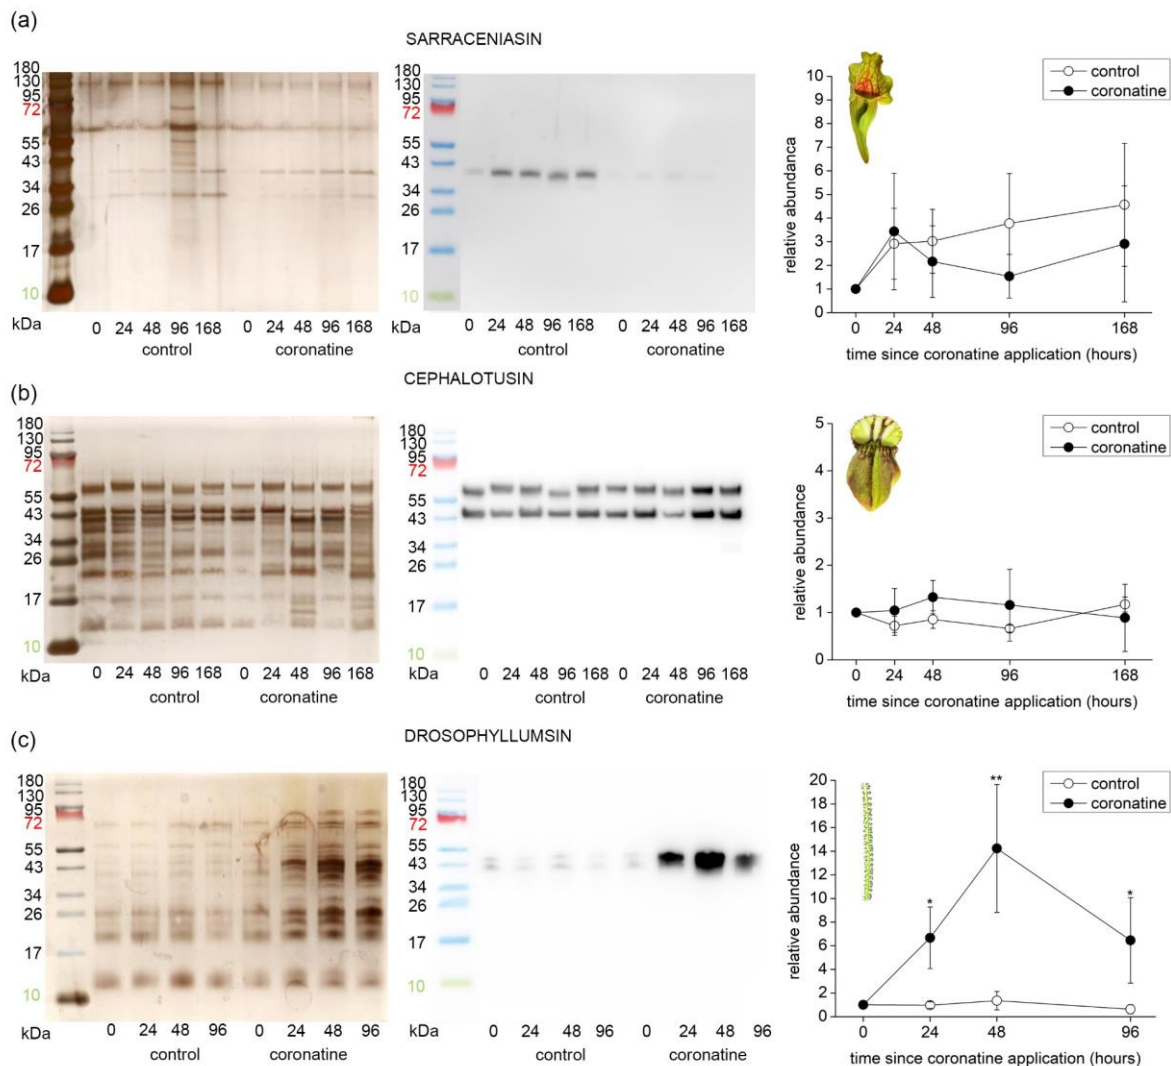 (a)
SARRACENIASIN
180
130
95
72
55
43
34
26
17
10
kDa
0 24 48 96 168 0 24 48 96 168
control coronatine
180
130
95
72
55
43
34
26
17
10
kDa
0 24 48 96 168 0 24 48 96 168
control coronatine
control
coronatine
relative abundanca
10
9
8
7
6
5
4
3
2
1
0
0 24 48 96 168
time since coronatine application (hours)
(b)
CEPHALOTUSIN
180
130
95
72
55
43
34
26
17
10
kDa
0 24 48 96 168 0 24 48 96 168
control coronatine
180
130
95
72
55
43
34
26
17
10
kDa
0 24 48 96 168 0 24 48 96 168
control coronatine
control
coronatine
relative abundance
5
4
3
2
1
0
0 24 48 96 168
time since coronatine application (hours)
(c)
DROSOPHYLLUMSIN
180
130
95
72
55
43
34
26
17
10
kDa
0 24 48 96 0 24 48 96
control coronatine
180
130
95
72
55
43
34
26
17
10
kDa
0 24 48 96 0 24 48 96
control coronatine
control
coronatine
relative abundance
20
18
16
14
12
10
8
6
4
2
0
* ** *
0 24 48 96
time since coronatine application (hours)